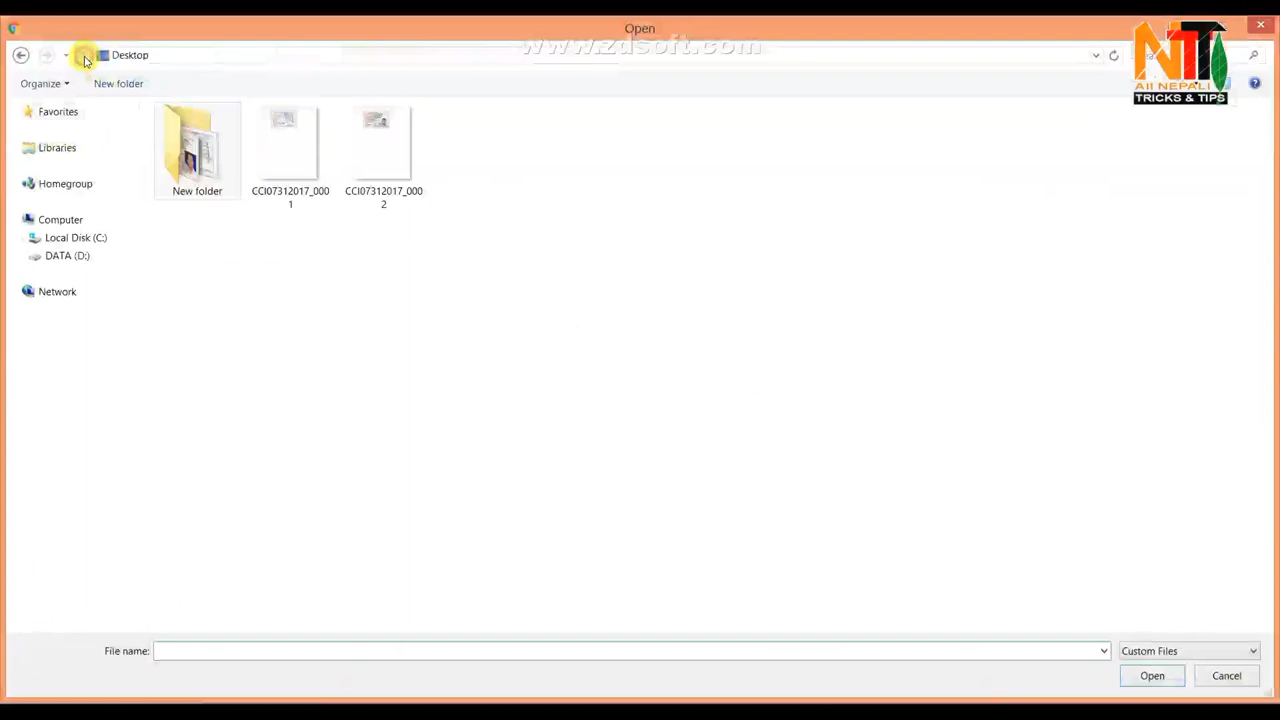 Open
www.zdsoft.com
Desktop
NTT
All NEPALI
TRICKS & TIPS
Organize
New folder
Favorites
Libraries
Homegroup
Computer
Local Disk (C:)
DATA (D:)
Network
New folder
CCI07312017_000
1
CCI07312017_000
2
File name:
Custom Files
Open
Cancel